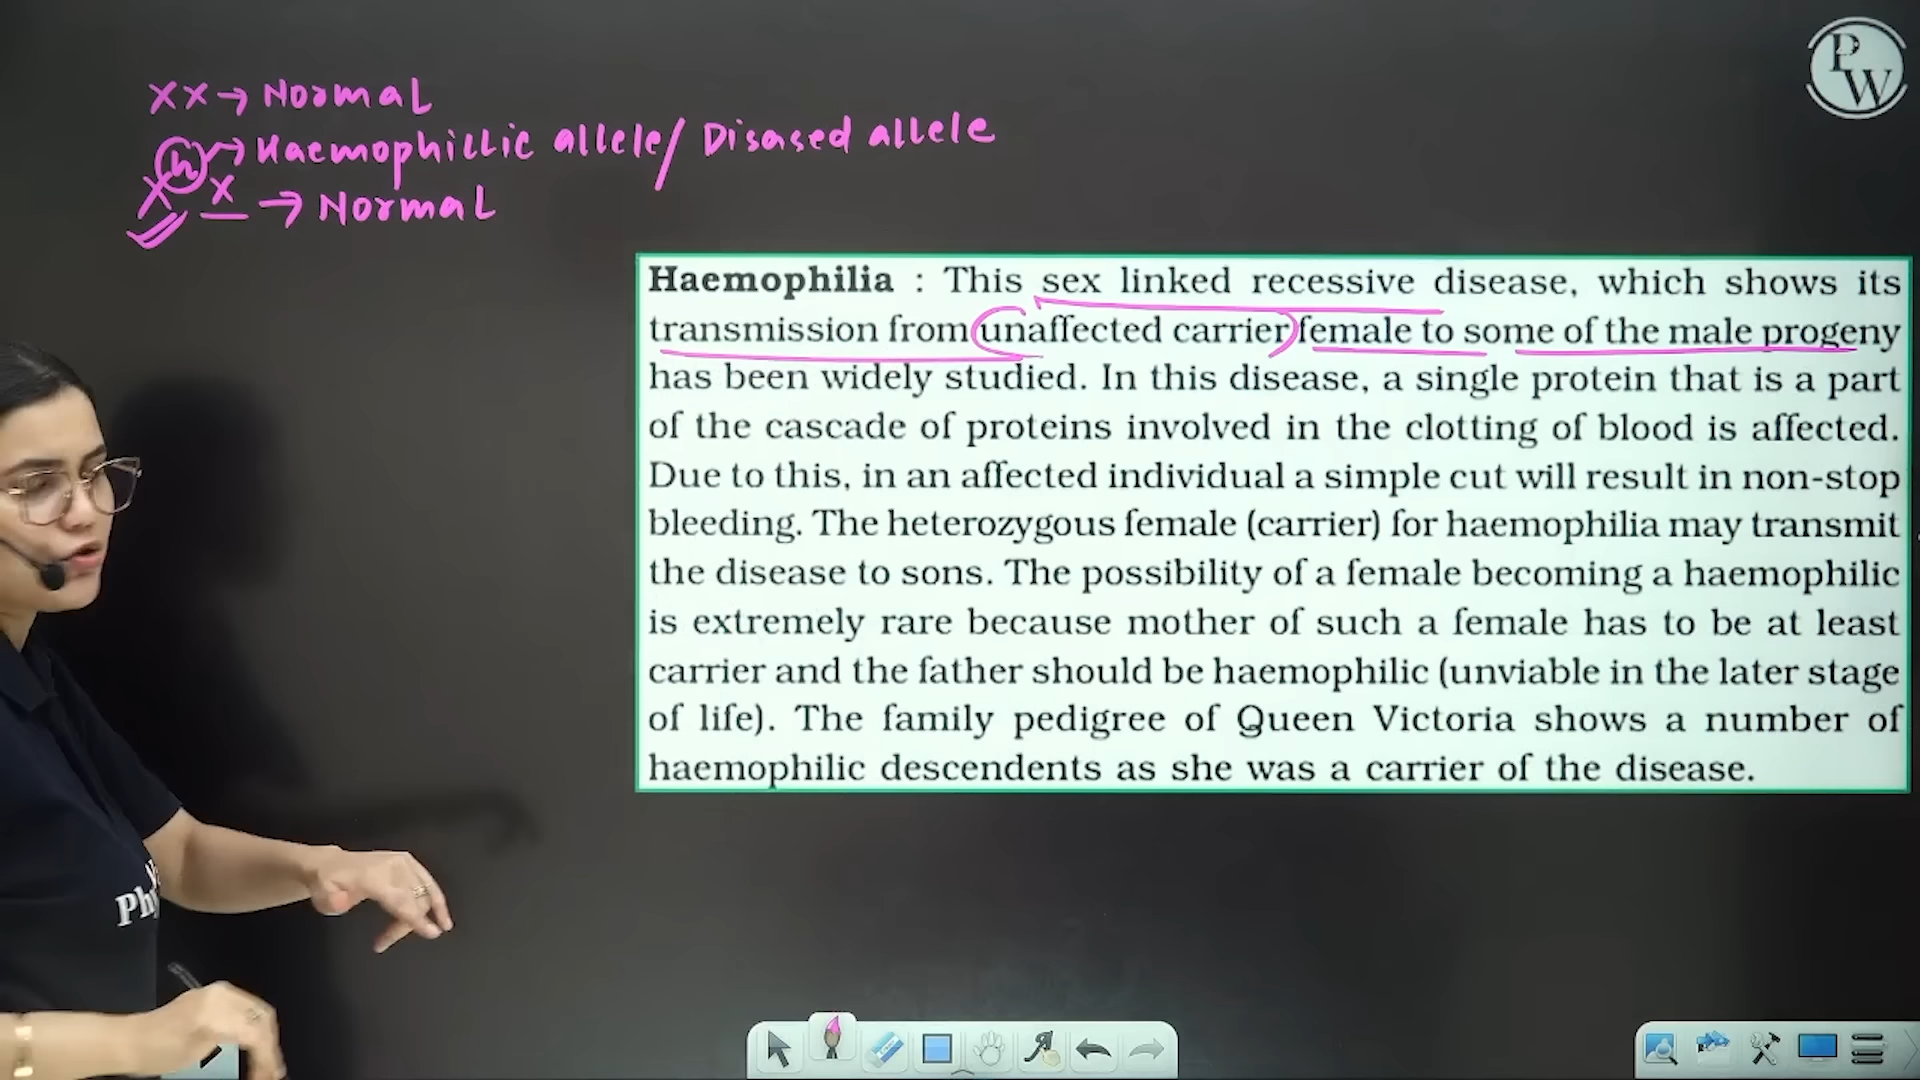 PW
XX → Normal
h → Haemophillic allele/ Disased allele
X X → Normal
Haemophilia : This sex linked recessive disease, which shows its
transmission from unaffected carrier female to some of the male progeny
has been widely studied. In this disease, a single protein that is a part
of the cascade of proteins involved in the clotting of blood is affected.
Due to this, in an affected individual a simple cut will result in non-stop
bleeding. The heterozygous female (carrier) for haemophilia may transmit
the disease to sons. The possibility of a female becoming a haemophilic
is extremely rare because mother of such a female has to be at least
carrier and the father should be haemophilic (unviable in the later stage
of life). The family pedigree of Queen Victoria shows a number of
haemophilic descendents as she was a carrier of the disease.